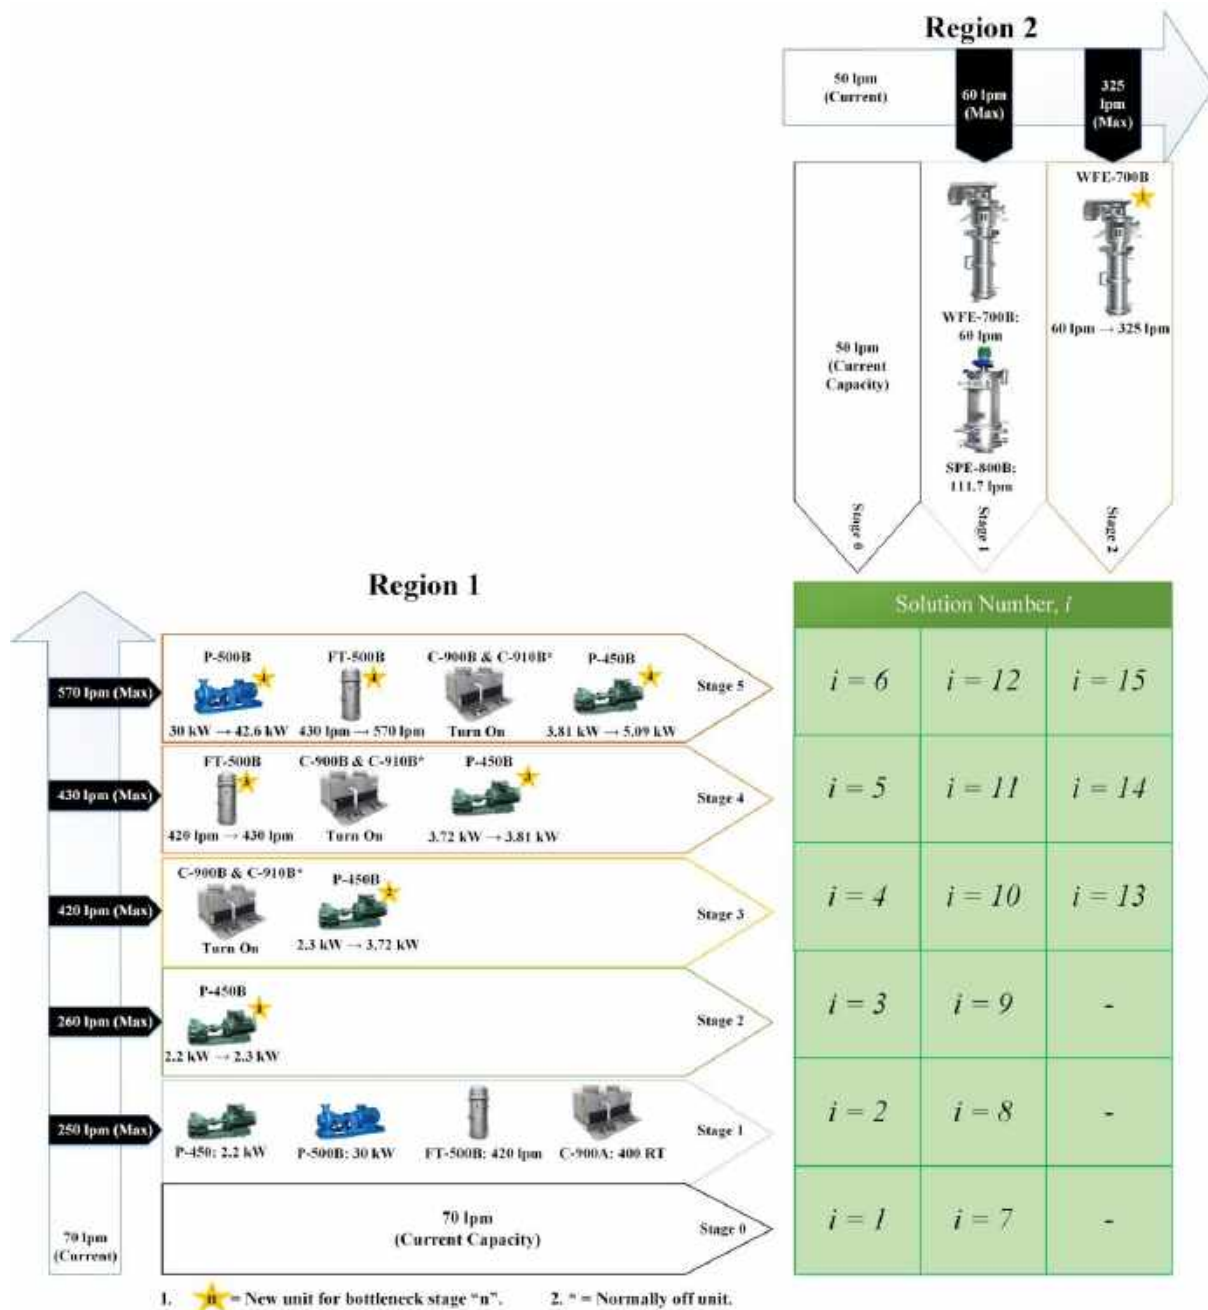 Region 2
50 lpm
(Current)
60 lpm
(Max)
325
lpm
(Max)
WFE-700B:
60 lpm
SPE-800B:
111.7 lpm
WFE-700B
1
60 lpm → 325 lpm
50 lpm
(Current
Capacity)
Stage 0
Stage 1
Stage 2
Region 1
Solution Number, i
570 lpm (Max)
P-500B
FT-500B
C-900B & C-910B*
P-450B
4
4
4
30 kW → 42.6 kW
430 lpm → 570 lpm
Turn On
3.81 kW → 5.09 kW
Stage 5
i = 6
i = 12
i = 15
430 lpm (Max)
FT-500B
C-900B & C-910B*
P-450B
3
3
420 lpm → 430 lpm
Turn On
3.72 kW → 3.81 kW
Stage 4
i = 5
i = 11
i = 14
420 lpm (Max)
C-900B & C-910B*
P-450B
2
Turn On
2.3 kW → 3.72 kW
Stage 3
i = 4
i = 10
i = 13
260 lpm (Max)
P-450B
1
2.2 kW → 2.3 kW
Stage 2
i = 3
i = 9
-
250 lpm (Max)
P-450: 2.2 kW
P-500B: 30 kW
FT-500B: 420 lpm
C-900A: 400 RT
Stage 1
i = 2
i = 8
-
70 lpm
(Current)
70 lpm
(Current Capacity)
Stage 0
i = 1
i = 7
-
1. n = New unit for bottleneck stage "n". 2. * = Normally off unit.